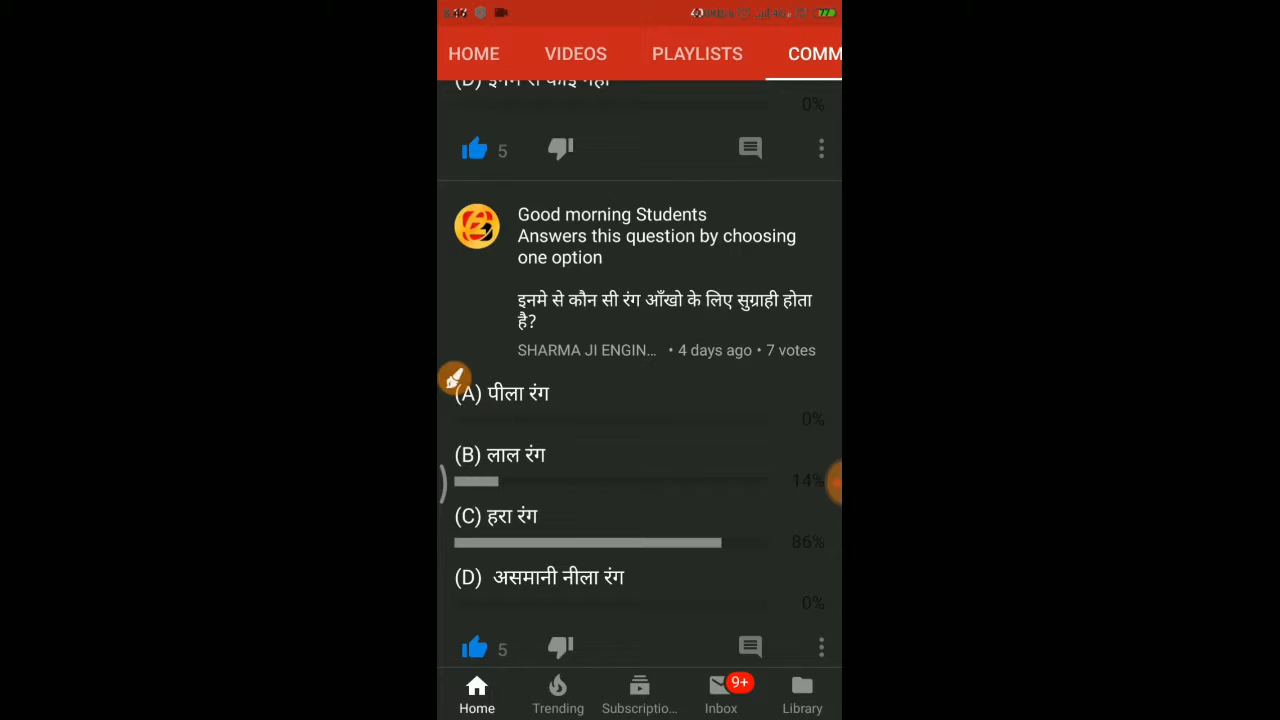 HOME VIDEOS PLAYLISTS COMM
0%
5
Good morning Students
Answers this question by choosing
one option
इनमे से कौन सी रंग आँखो के लिए सुग्राही होता
है?
SHARMA JI ENGIN... • 4 days ago • 7 votes
(A) पीला रंग
0%
(B) लाल रंग
14%
(C) हरा रंग
86%
(D) असमानी नीला रंग
0%
5
9+
Home Trending Subscriptio... Inbox Library